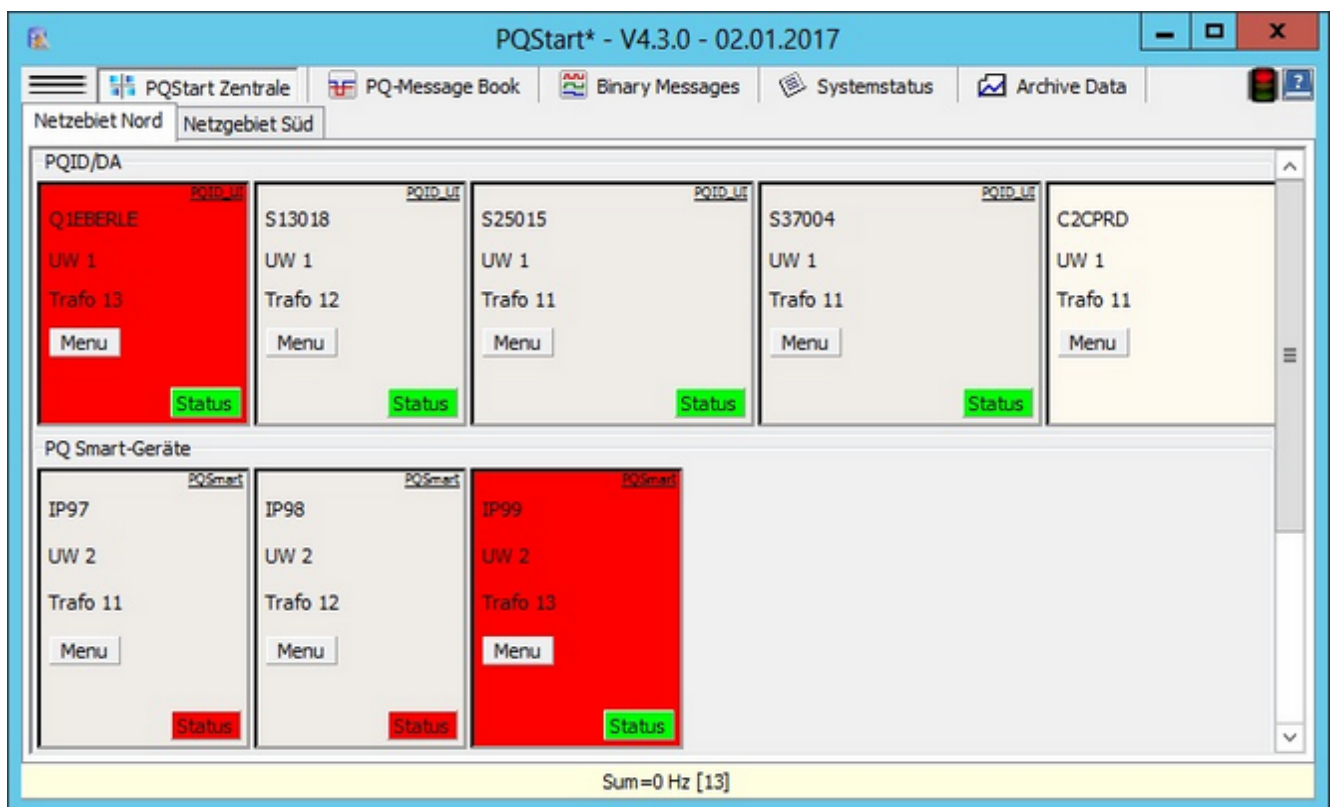 PQStart* - V4.3.0 - 02.01.2017
PQStart Zentrale PQ-Message Book Binary Messages Systemstatus Archive Data ?
Netzebiet Nord Netzgebiet Süd
PQID/DA
PQID_UI PQID_UI PQID_UI PQID_UI
Q1EBERLE S13018 S25015 S37004 C2CPRD
UW 1 UW 1 UW 1 UW 1 UW 1
Trafo 13 Trafo 12 Trafo 11 Trafo 11 Trafo 11
Menu Menu Menu Menu Menu
Status Status Status Status
PQ Smart-Geräte
PQSmart PQSmart PQSmart
IP97 IP98 IP99
UW 2 UW 2 UW 2
Trafo 11 Trafo 12 Trafo 13
Menu Menu Menu
Status Status Status
Sum=0 Hz [13]